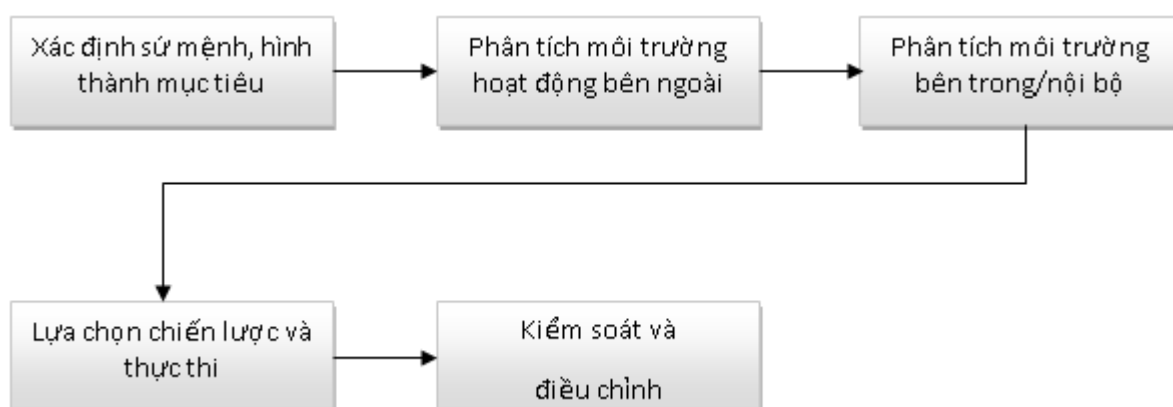 Xác định sứ mệnh, hình
thành mục tiêu
Phân tích môi trường
hoạt động bên ngoài
Phân tích môi trường
bên trong/nội bộ
Lựa chọn chiến lược và
thực thi
Kiểm soát và
điều chỉnh